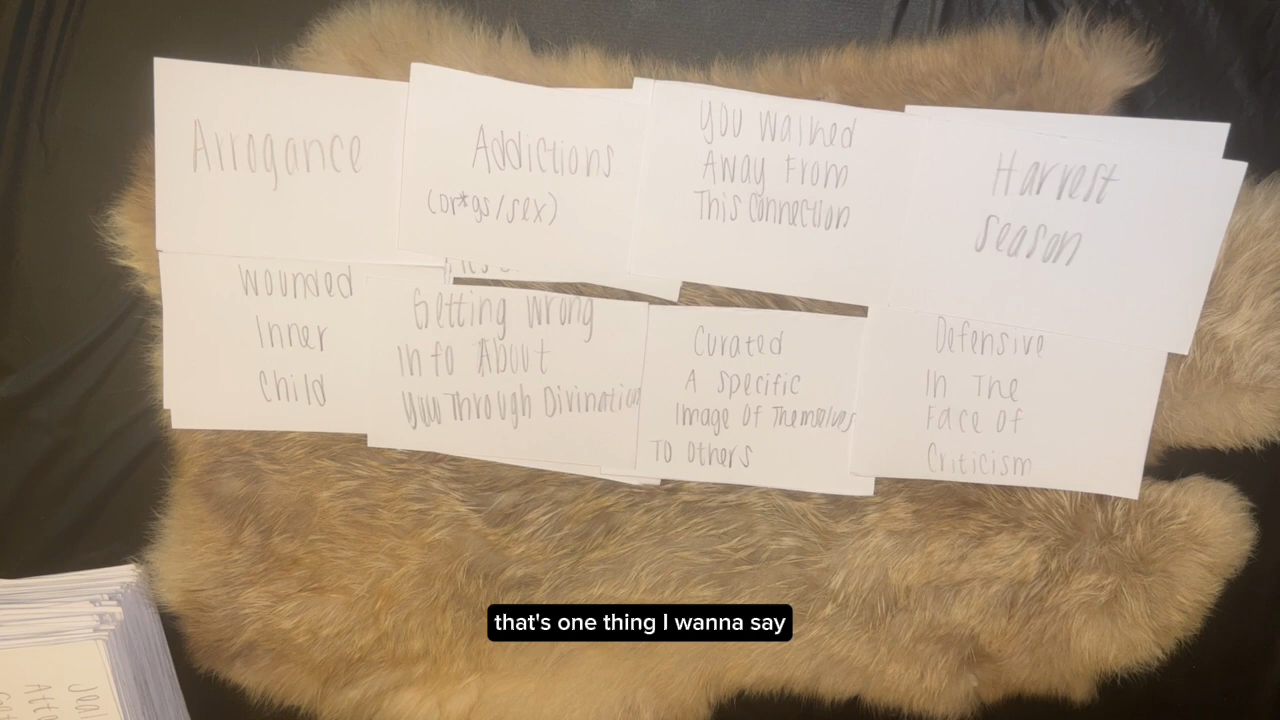 Arrogance
Addictions
(dr*gs/sex)
You Walked
Away From
This Connection
Harvest
Season
Wounded
Inner
Child
Getting Wrong
Info About
You Through Divination
Curated
A Specific
Image Of Themselves
To Others
Defensive
In The
Face Of
Criticism
that's one thing I wanna say